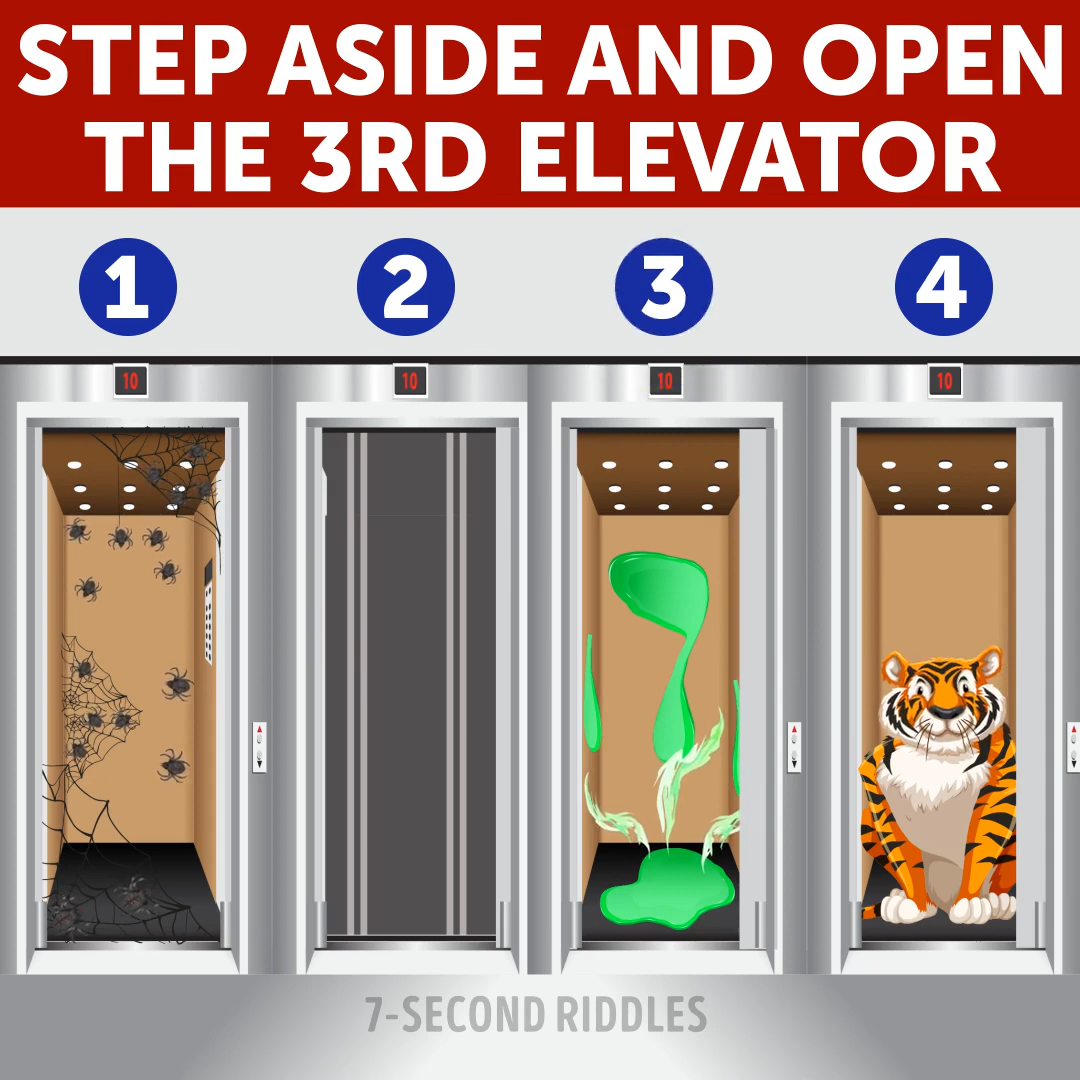 STEP ASIDE AND OPEN
THE 3RD ELEVATOR
1 2 3 4
10 10 10 10
7-SECOND RIDDLES